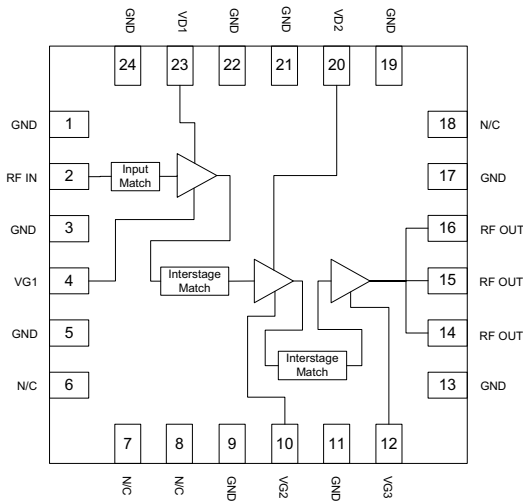 GND VD1 GND GND VD2 GND
24 23 22 21 20 19
GND 1
18 N/C
RF IN 2 Input Match
17 GND
GND 3
16 RF OUT
VG1 4 Interstage Match
15 RF OUT
GND 5
14 RF OUT
Interstage Match
N/C 6
13 GND
7 8 9 10 11 12
N/C N/C GND VG2 GND VG3